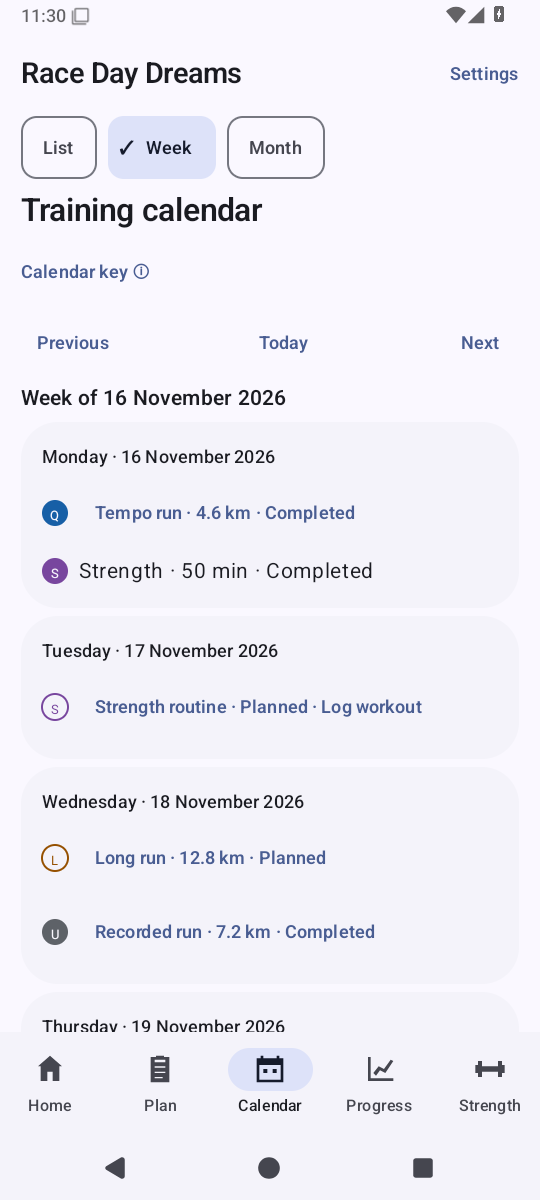 11:30
Race Day Dreams
Settings
List
✓ Week
Month
Training calendar
Calendar key ⓘ
Previous
Today
Next
Week of 16 November 2026
Monday · 16 November 2026
Q Tempo run · 4.6 km · Completed
S Strength · 50 min · Completed
Tuesday · 17 November 2026
S Strength routine · Planned · Log workout
Wednesday · 18 November 2026
L Long run · 12.8 km · Planned
U Recorded run · 7.2 km · Completed
Thursday · 19 November 2026
Home
Plan
Calendar
Progress
Strength